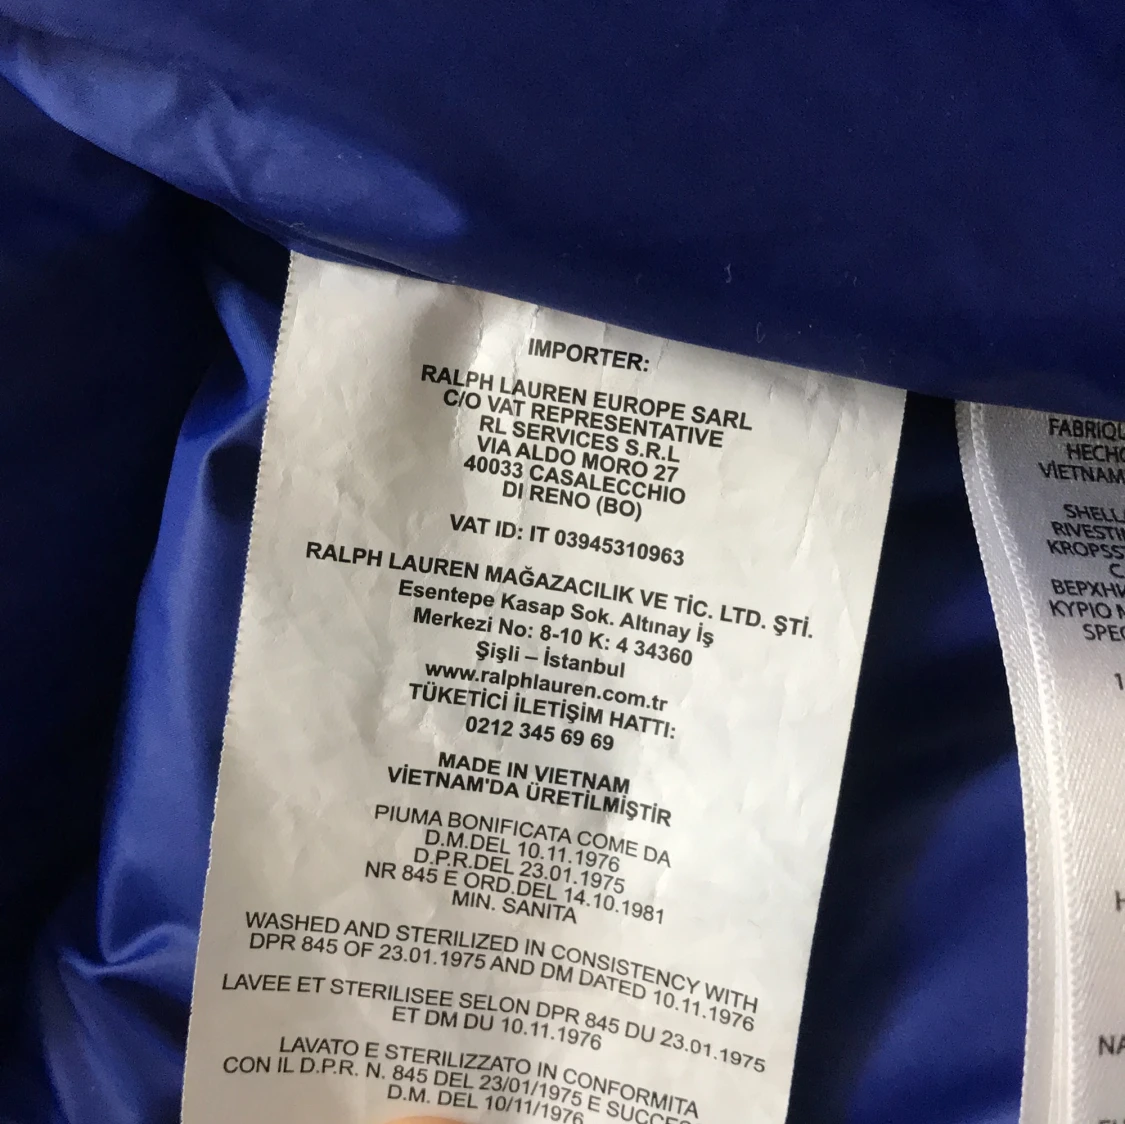 IMPORTER:
RALPH LAUREN EUROPE SARL
C/O VAT REPRESENTATIVE
RL SERVICES S.R.L
VIA ALDO MORO 27
40033 CASALECCHIO
DI RENO (BO)
VAT ID: IT 03945310963
RALPH LAUREN MAĞAZACILIK VE TİC. LTD. ŞTİ.
Esentepe Kasap Sok. Altınay İş
Merkezi No: 8-10 K: 4 34360
Şişli – İstanbul
www.ralphlauren.com.tr
TÜKETİCİ İLETİŞİM HATTI:
0212 345 69 69
MADE IN VIETNAM
VİETNAM'DA ÜRETİLMİŞTİR
PIUMA BONIFICATA COME DA
D.M.DEL 10.11.1976
D.P.R.DEL 23.01.1975
NR 845 E ORD.DEL 14.10.1981
MIN. SANITA
WASHED AND STERILIZED IN CONSISTENCY WITH
DPR 845 OF 23.01.1975 AND DM DATED 10.11.1976
LAVEE ET STERILISEE SELON DPR 845 DU 23.01.1975
ET DM DU 10.11.1976
LAVATO E STERILIZZATO IN CONFORMITA
CON IL D.P.R. N. 845 DEL 23/01/1975 E SUCCES
D.M. DEL 10/11/1976
FABRIQU
HECHO
VİETNAM
SHELL
RIVESTI
KROPSS
ВЕРХН
ΚΥΡΙΟ
SPEC